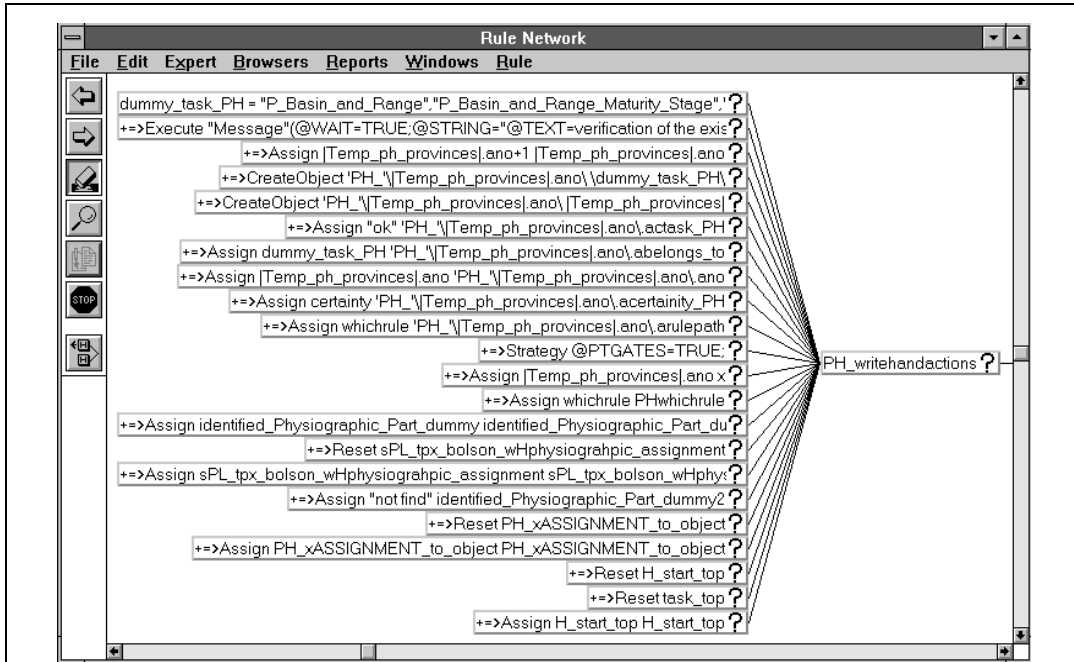 Rule Network
File Edit Expert Browsers Reports Windows Rule
dummy_task_PH = "P_Basin_and_Range","P_Basin_and_Range_Maturity_Stage",'?
+=>Execute "Message"(@WAIT=TRUE;@STRING="@TEXT=verification of the exis?
+=>Assign |Temp_ph_provinces|.ano+1 |Temp_ph_provinces|.ano ?
+=>CreateObject 'PH_'\|Temp_ph_provinces|.ano\ \dummy_task_PH\ ?
+=>CreateObject 'PH_'\|Temp_ph_provinces|.ano\ |Temp_ph_provinces| ?
+=>Assign "ok" 'PH_'\|Temp_ph_provinces|.ano\.actask_PH ?
+=>Assign dummy_task_PH 'PH_'\|Temp_ph_provinces|.ano\.abelongs_to ?
+=>Assign |Temp_ph_provinces|.ano 'PH_'\|Temp_ph_provinces|.ano\.ano ?
+=>Assign certainty 'PH_'\|Temp_ph_provinces|.ano\.acertainity_PH ?
+=>Assign whichrule 'PH_'\|Temp_ph_provinces|.ano\.arulepath ?
+=>Strategy @PTGATES=TRUE; ?
PH_writehandactions ?
+=>Assign |Temp_ph_provinces|.ano x ?
+=>Assign whichrule PHwhichrule ?
+=>Assign identified_Physiographic_Part_dummy identified_Physiographic_Part_du?
+=>Reset sPL_tpx_bolson_wHphysiograhpic_assignment ?
+=>Assign sPL_tpx_bolson_wHphysiograhpic_assignment sPL_tpx_bolson_wHphys?
+=>Assign "not find" identified_Physiographic_Part_dummy2 ?
+=>Reset PH_xASSIGNMENT_to_object ?
+=>Assign PH_xASSIGNMENT_to_object PH_xASSIGNMENT_to_object ?
+=>Reset H_start_top ?
+=>Reset task_top ?
+=>Assign H_start_top H_start_top ?
STOP
H
H